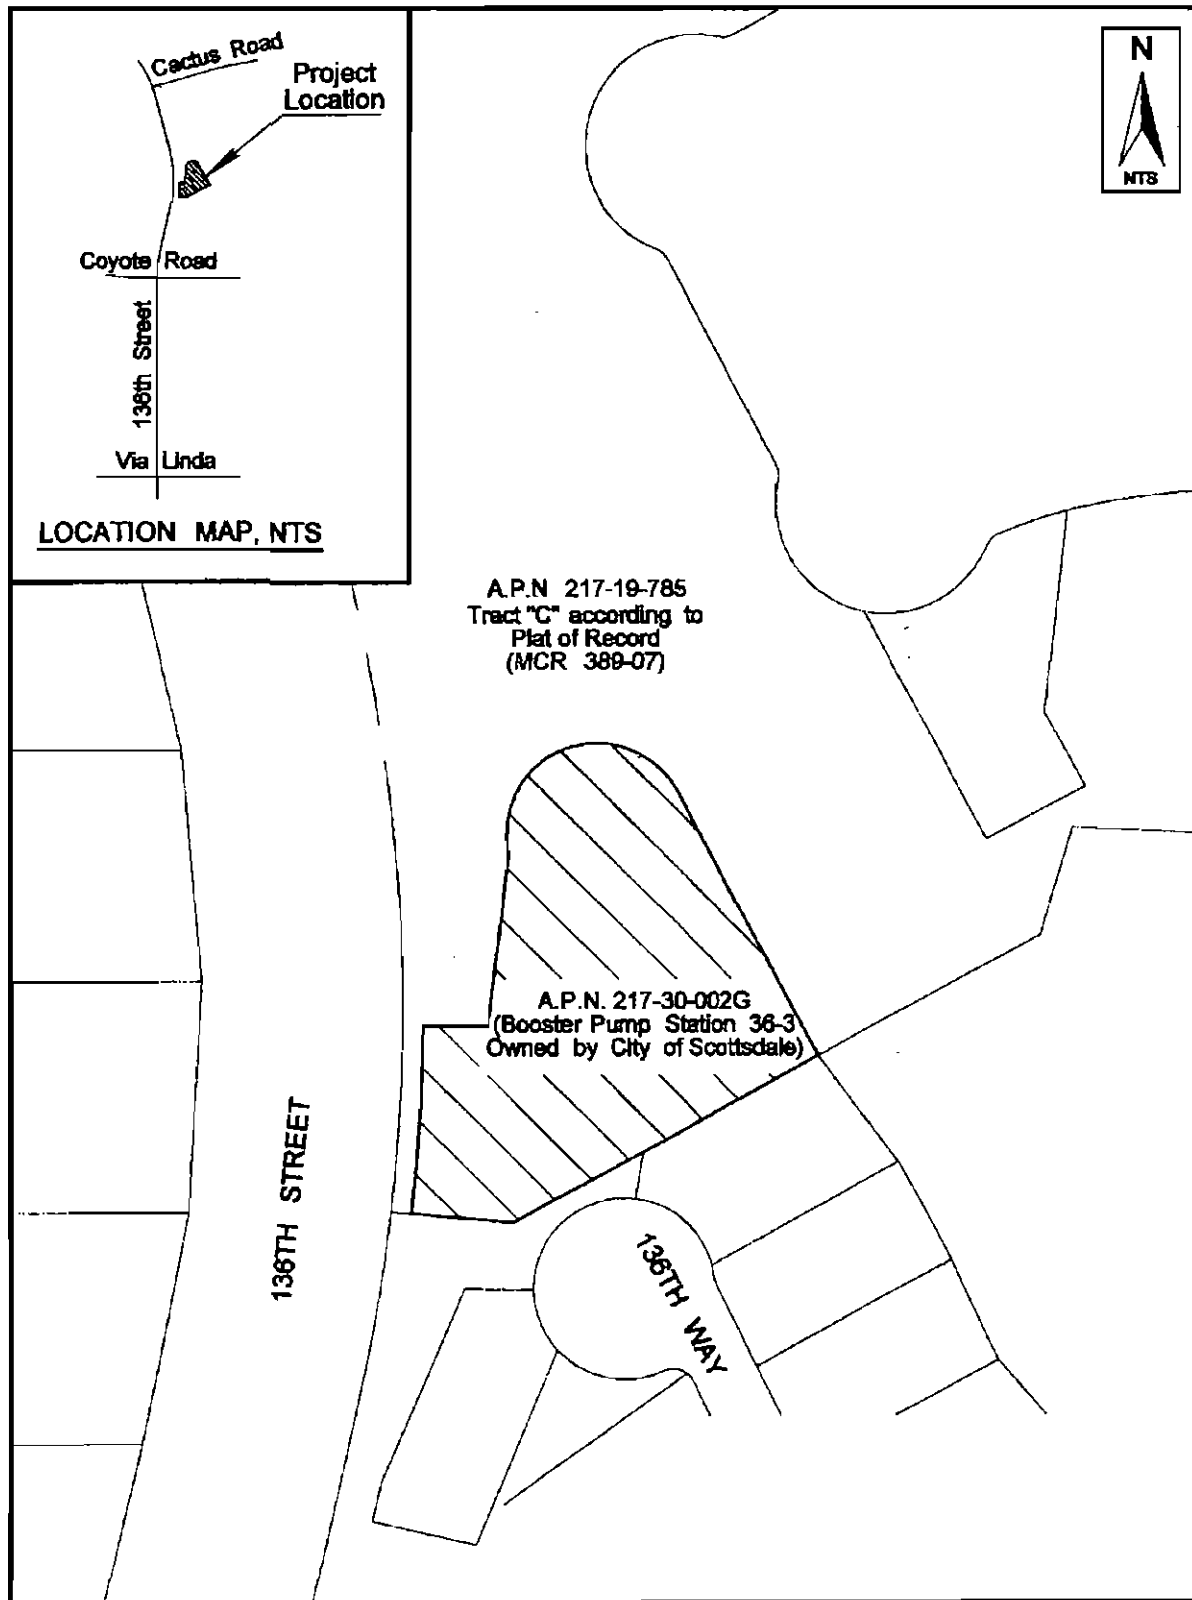 Cactus Road
Project
Location
Coyote Road
136th Street
Via Linda
LOCATION MAP, NTS
N
NTS
A.P.N 217-19-785
Tract "C" according to
Plat of Record
(MCR 389-07)
A.P.N. 217-30-002G
(Booster Pump Station 36-3
Owned by City of Scottsdale)
136TH STREET
136TH WAY